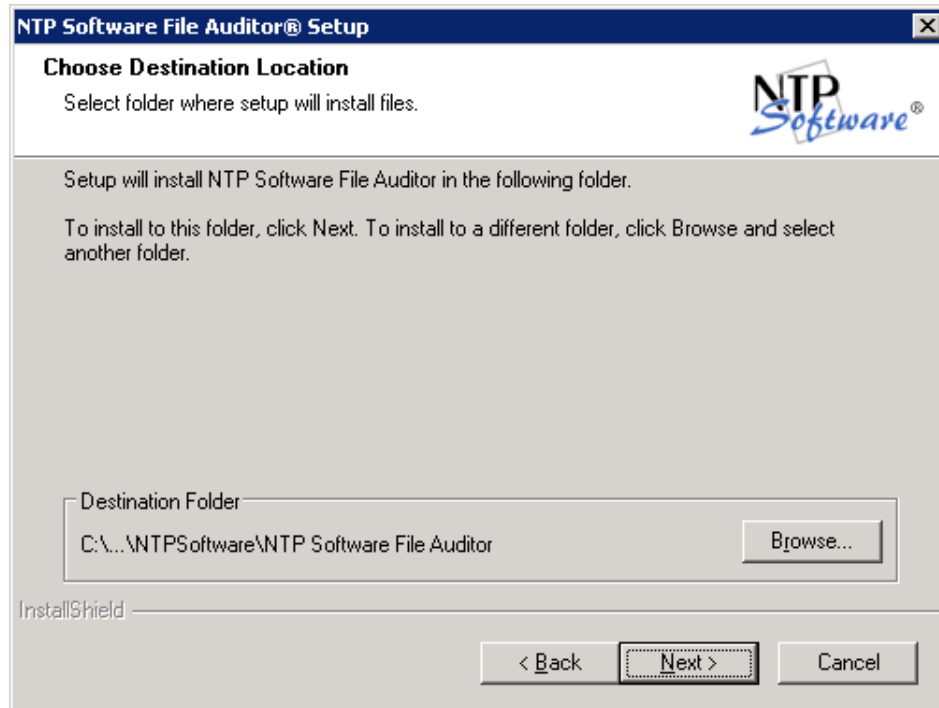 NTP Software File Auditor® Setup
Choose Destination Location
Select folder where setup will install files.
NTP
Software®
Setup will install NTP Software File Auditor in the following folder.
To install to this folder, click Next. To install to a different folder, click Browse and select
another folder.
Destination Folder
C:\...\NTPSoftware\NTP Software File Auditor
Browse...
InstallShield
< Back
Next >
Cancel